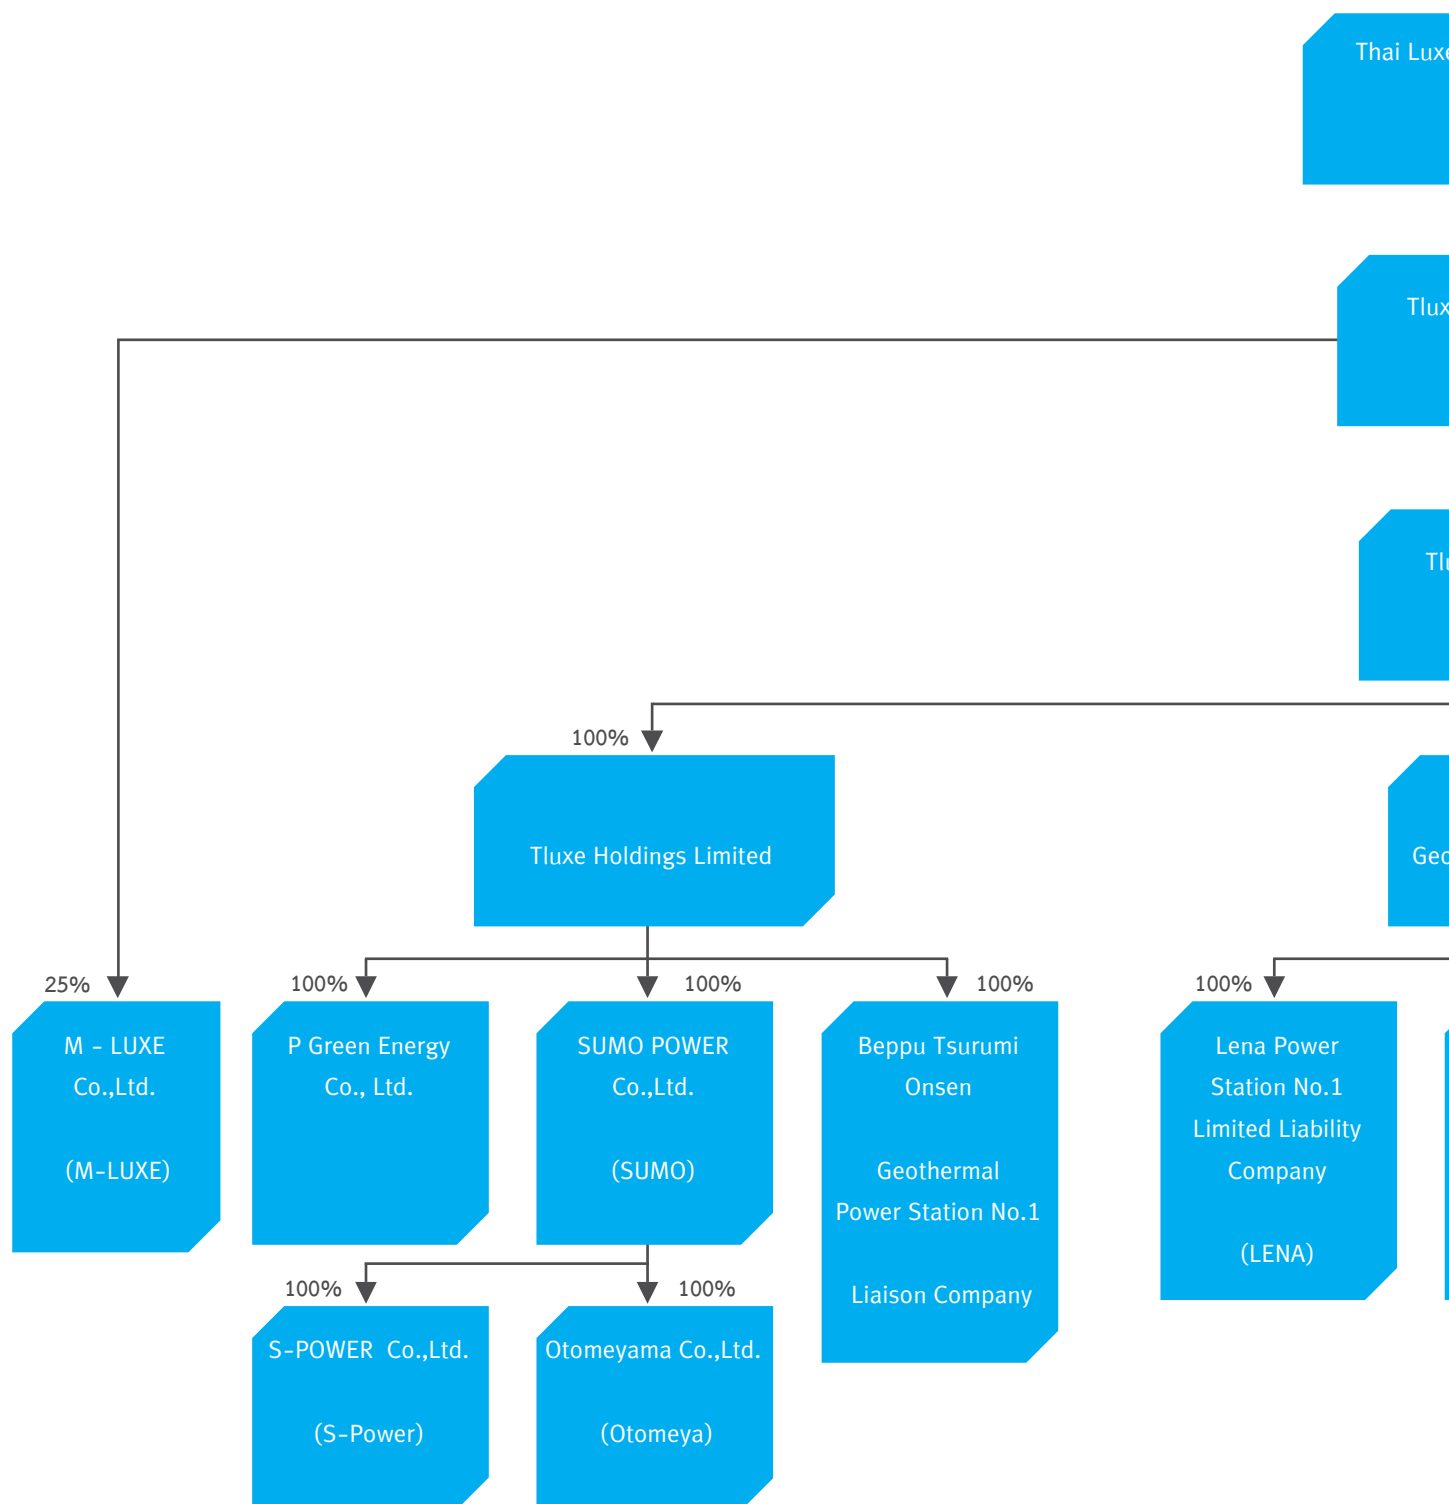 Thai Luxe
Tlux
Tlu
100%
Tluxe Holdings Limited
Geo
25%
100%
100%
100%
100%
M - LUXE
Co.,Ltd.
(M-LUXE)
P Green Energy
Co., Ltd.
SUMO POWER
Co.,Ltd.
(SUMO)
Beppu Tsurumi
Onsen
Geothermal
Power Station No.1
Liaison Company
Lena Power
Station No.1
Limited Liability
Company
(LENA)
100%
100%
S-POWER  Co.,Ltd.
(S-Power)
Otomeyama Co.,Ltd.
(Otomeya)